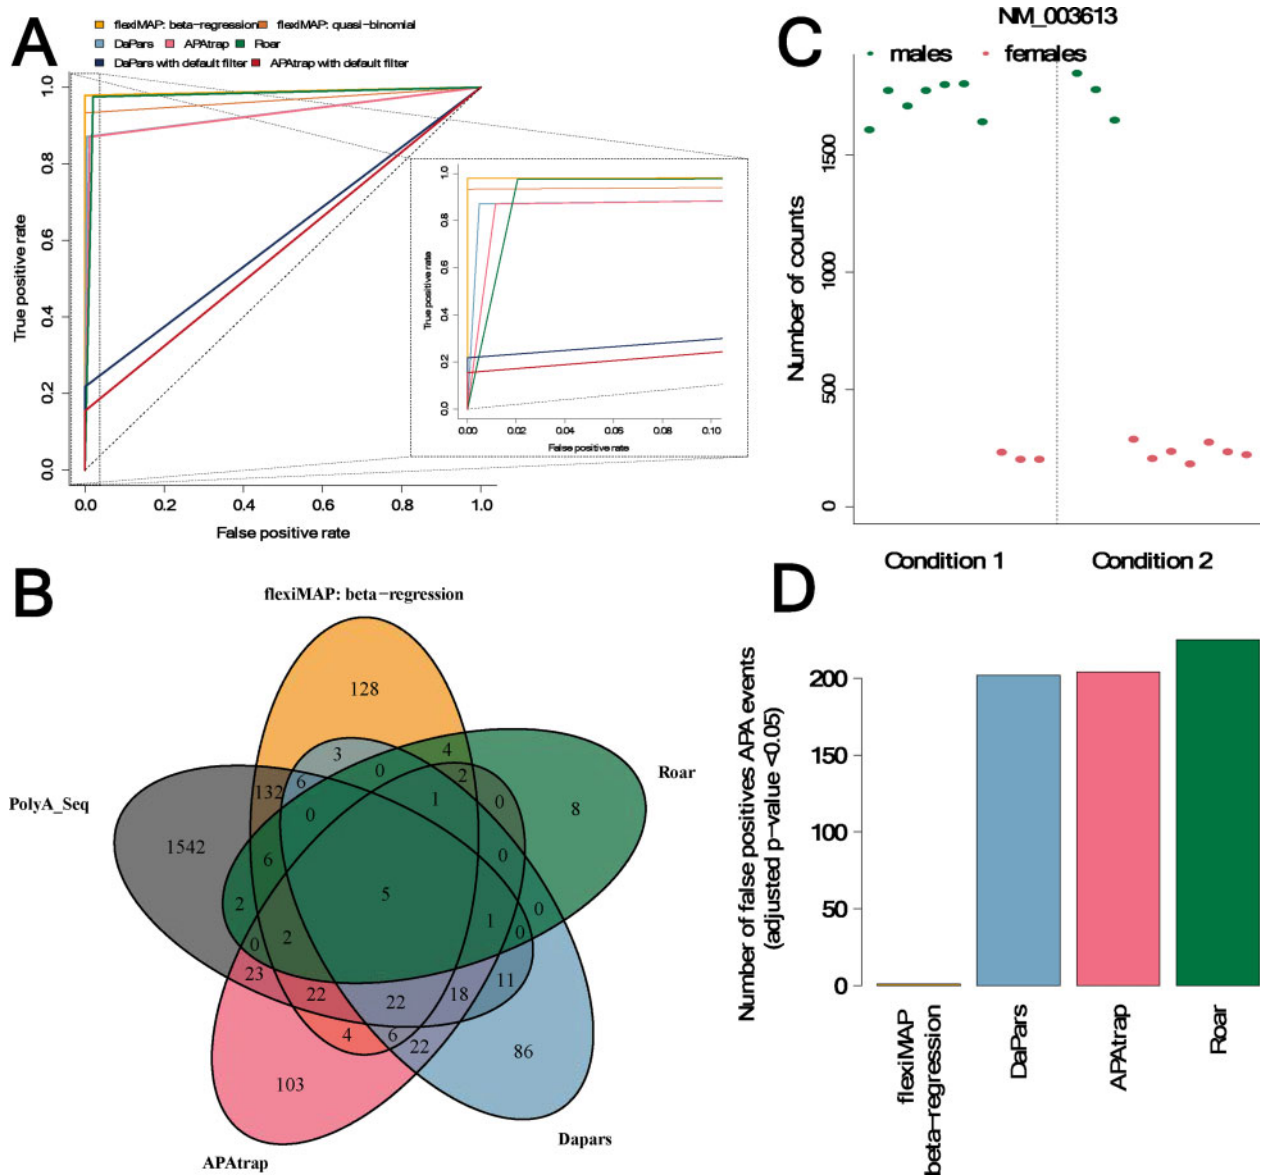 A
flexiMAP: beta-regression
flexiMAP: quasi-binomial
DaPars
APAtrap
Roar
DaPars with default filter
APAtrap with default filter
True positive rate
1.0
0.8
0.6
0.4
0.2
0.0
0.0
0.2
0.4
0.6
0.8
1.0
False positive rate
True positive rate
1.0
0.8
0.6
0.4
0.2
0.0
0.00
0.02
0.04
0.06
0.08
0.10
False positive rate
C
NM_003613
males
females
Number of counts
1500
1000
500
0
Condition 1
Condition 2
B
flexiMAP: beta-regression
Roar
PolyA_Seq
APAtrap
Dapars
128
3
4
0
2
132
6
0
1
0
8
1542
6
0
2
5
1
0
0
2
0
23
22
22
18
11
4
6
22
86
103
D
Number of false positives APA events
(adjusted p-value <0.05)
200
150
100
50
0
flexiMAP
beta-regression
DaPars
APAtrap
Roar